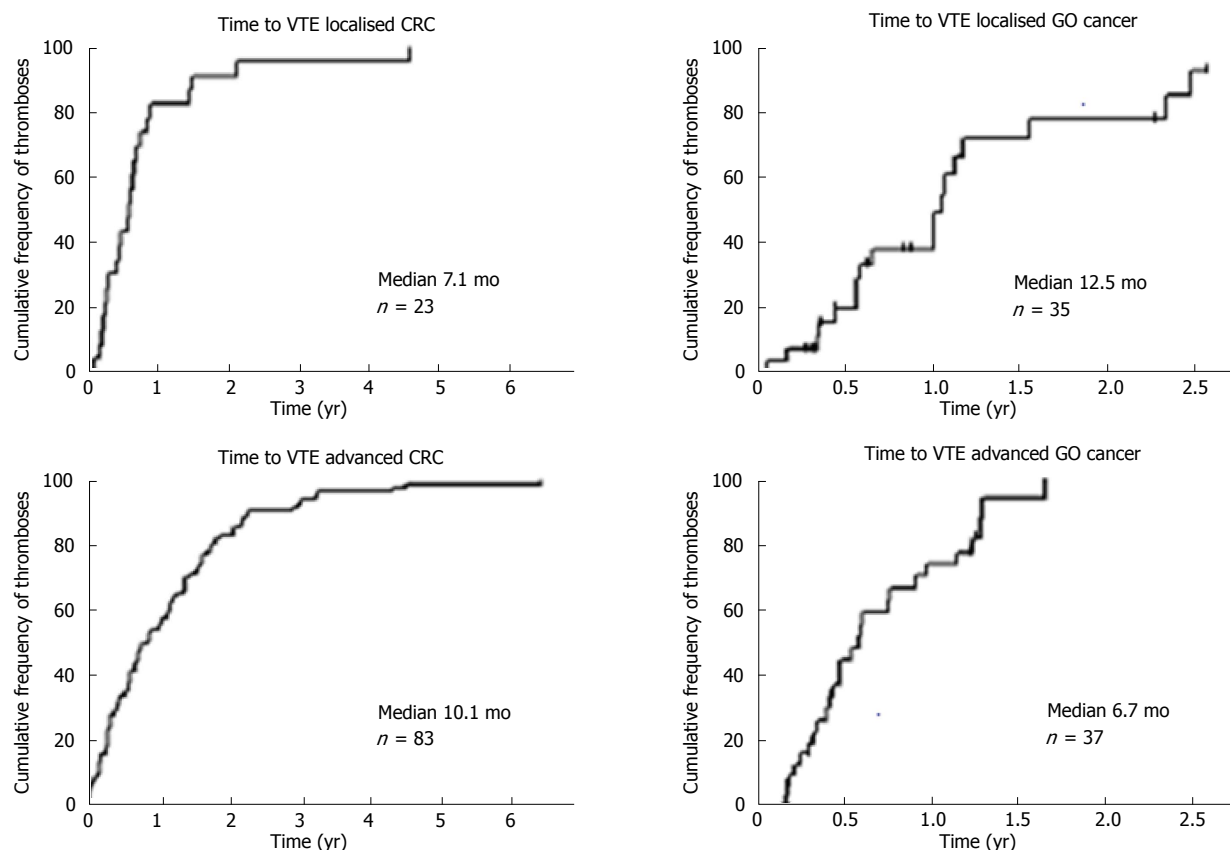 Time to VTE localised CRC
100
80
60
40
20
0
Cumulative frequency of thromboses
Median 7.1 mo
n = 23
0 1 2 3 4 5 6
Time (yr)
Time to VTE localised GO cancer
100
80
60
40
20
0
Cumulative frequency of thromboses
Median 12.5 mo
n = 35
0 0.5 1.0 1.5 2.0 2.5
Time (yr)
Time to VTE advanced CRC
100
80
60
40
20
0
Cumulative frequency of thromboses
Median 10.1 mo
n = 83
0 1 2 3 4 5 6
Time (yr)
Time to VTE advanced GO cancer
100
80
60
40
20
0
Cumulative frequency of thromboses
Median 6.7 mo
n = 37
0 0.5 1.0 1.5 2.0 2.5
Time (yr)